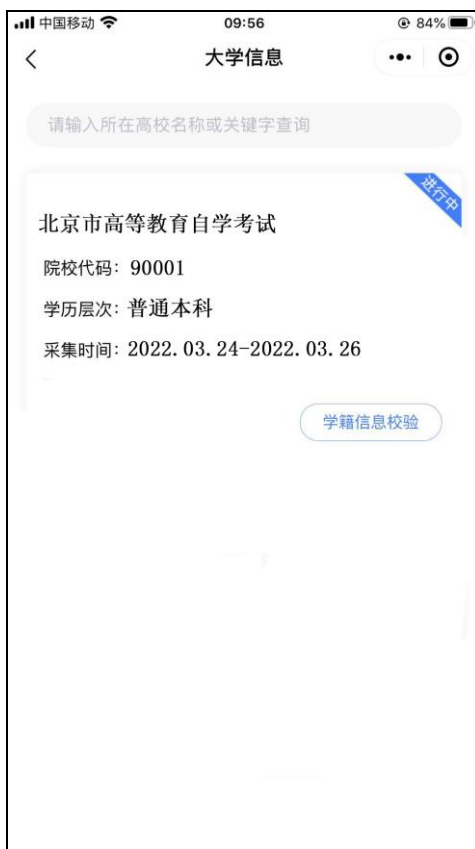 中国移动 09:56 84%
大学信息
请输入所在高校名称或关键字查询
进行中
北京市高等教育自学考试
院校代码：90001
学历层次：普通本科
采集时间：2022.03.24-2022.03.26
学籍信息校验